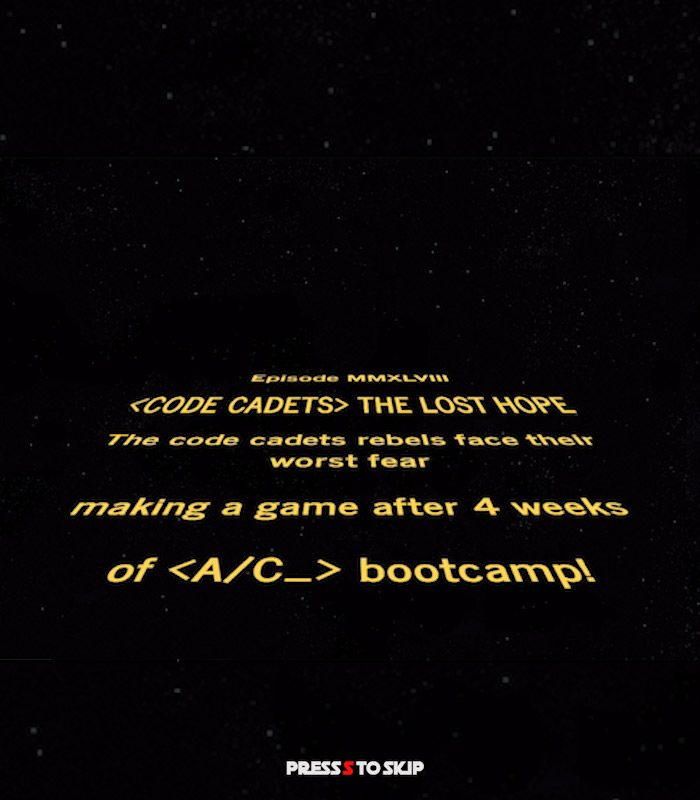 Episode MMXLVIII
<CODE CADETS> THE LOST HOPE
The code cadets rebels face their
worst fear
making a game after 4 weeks
of <A/C_> bootcamp!
PRESS S TO SKIP